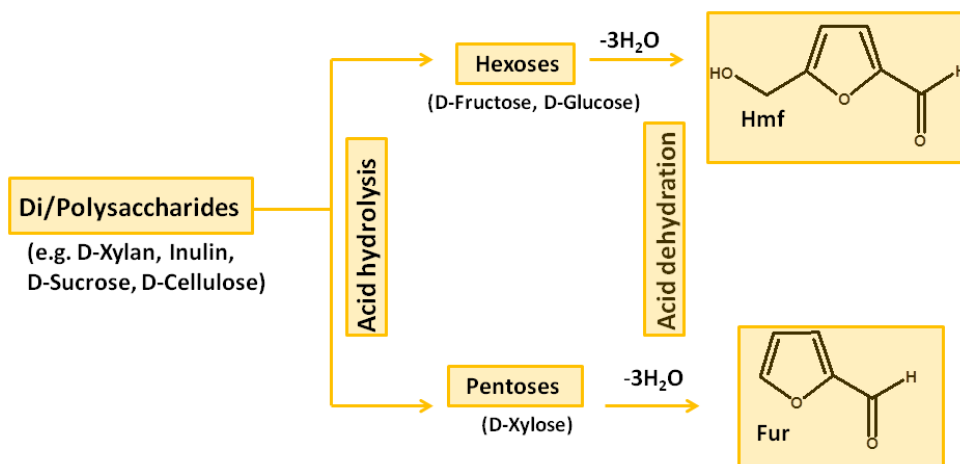 -3H₂O
Hexoses
(D-Fructose, D-Glucose)
HO
O
H
O
Hmf
Acid hydrolysis
Acid dehydration
Di/Polysaccharides
(e.g. D-Xylan, Inulin,
D-Sucrose, D-Cellulose)
Pentoses
(D-Xylose)
-3H₂O
O
H
O
Fur